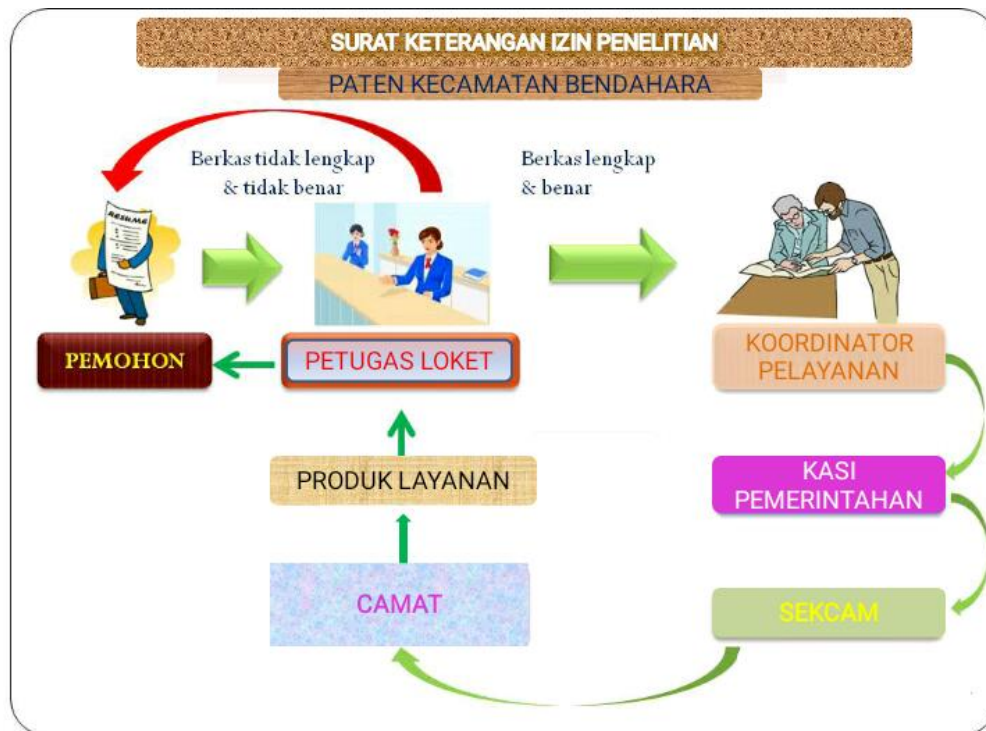 SURAT KETERANGAN IZIN PENELITIAN
PATEN KECAMATAN BENDAHARA
Berkas tidak lengkap
& tidak benar
Berkas lengkap
& benar
RESUME
PEMOHON
PETUGAS LOKET
KOORDINATOR
PELAYANAN
PRODUK LAYANAN
KASI
PEMERINTAHAN
CAMAT
SEKCAM